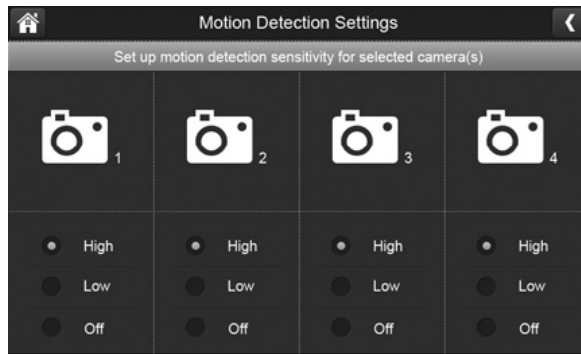 Motion Detection Settings
Set up motion detection sensitivity for selected camera(s)
1 2 3 4
High High High High
Low Low Low Low
Off Off Off Off